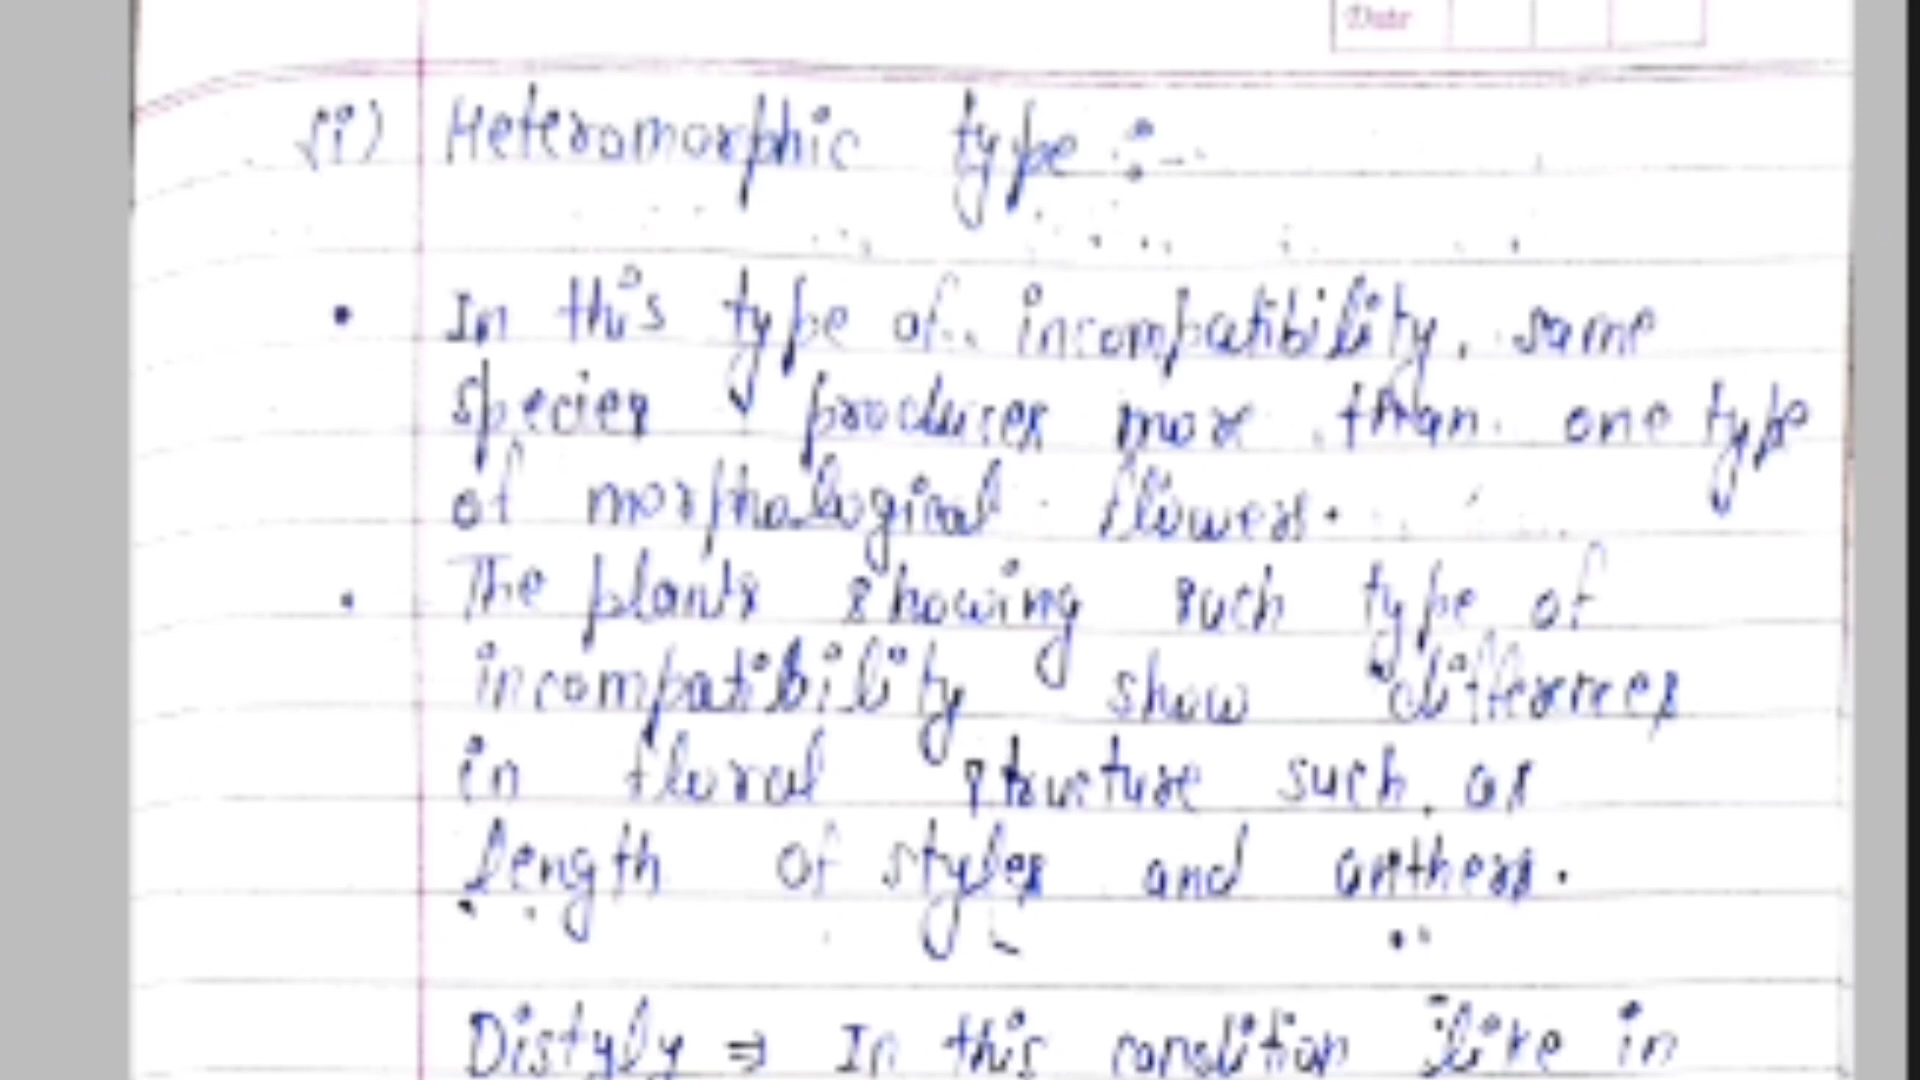 Date
(i) Heteromorphic type :-
• In this type of incompatibility, same
species produces more than one type
of morphological flowers.
• The plants showing such type of
incompatibility show differences
in floral structure such as
length of styles and anthers.
Distyly ⇒ In this condition like in